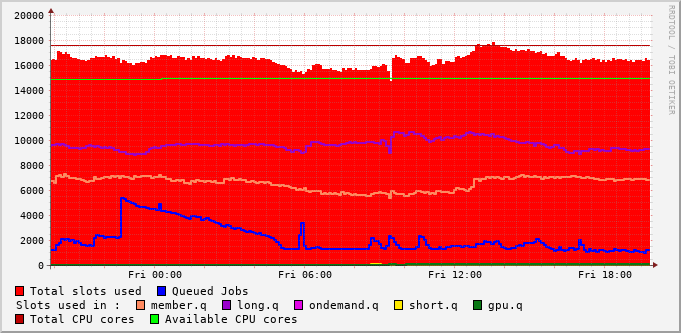 20000
18000
16000
14000
12000
10000
8000
6000
4000
2000
0
Fri 00:00 Fri 06:00 Fri 12:00 Fri 18:00
RRDTOOL / TOBI OETIKER
Total slots used Queued Jobs
Slots used in : member.q long.q ondemand.q short.q gpu.q
Total CPU cores Available CPU cores